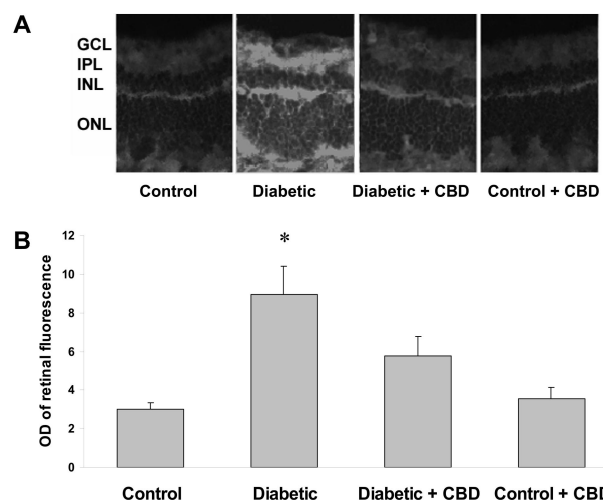 A
GCL
IPL
INL
ONL
Control Diabetic Diabetic + CBD Control + CBD
B
OD of retinal fluorescence
12
10
8
6
4
2
0
*
Control Diabetic Diabetic + CBD Control + CBD